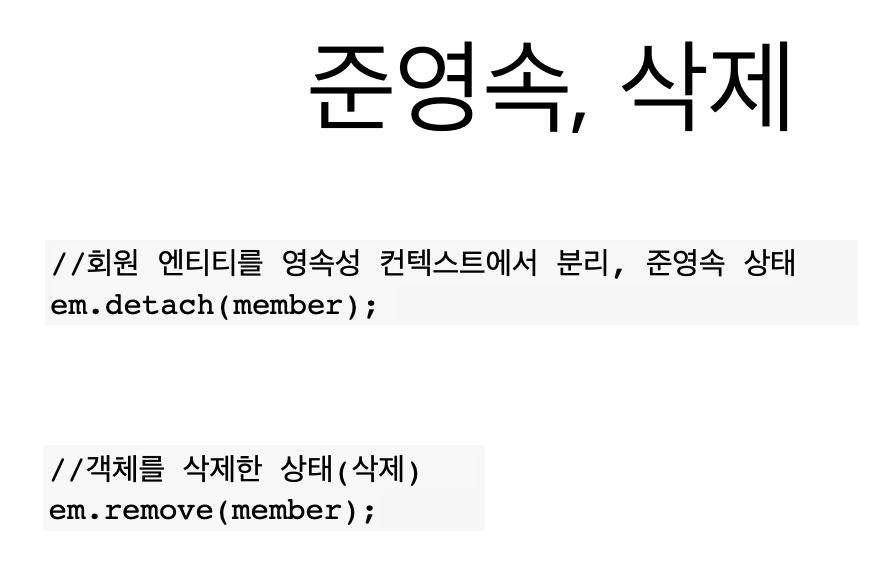 준영속, 삭제
//회원 엔티티를 영속성 컨텍스트에서 분리, 준영속 상태
em.detach(member);
//객체를 삭제한 상태(삭제)
em.remove(member);